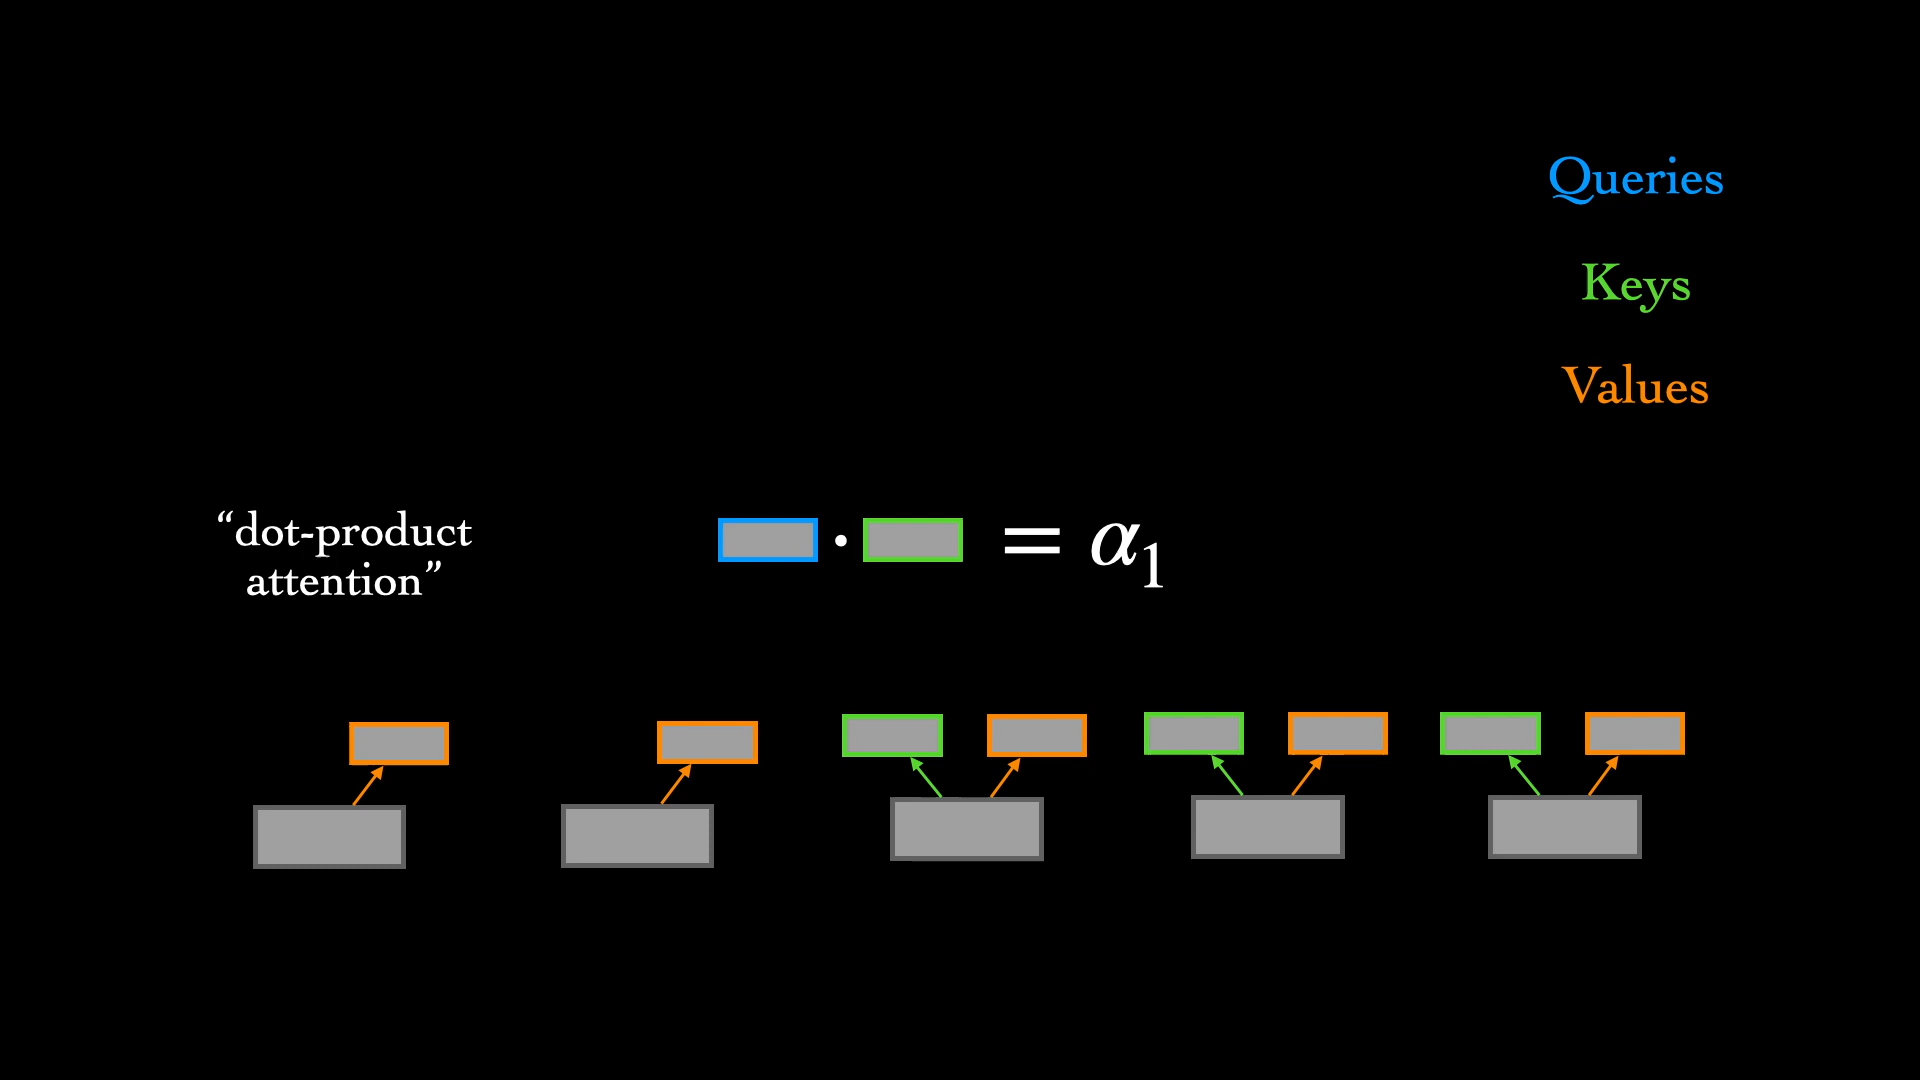 Queries
Keys
Values
“dot-product
attention”
· = α₁